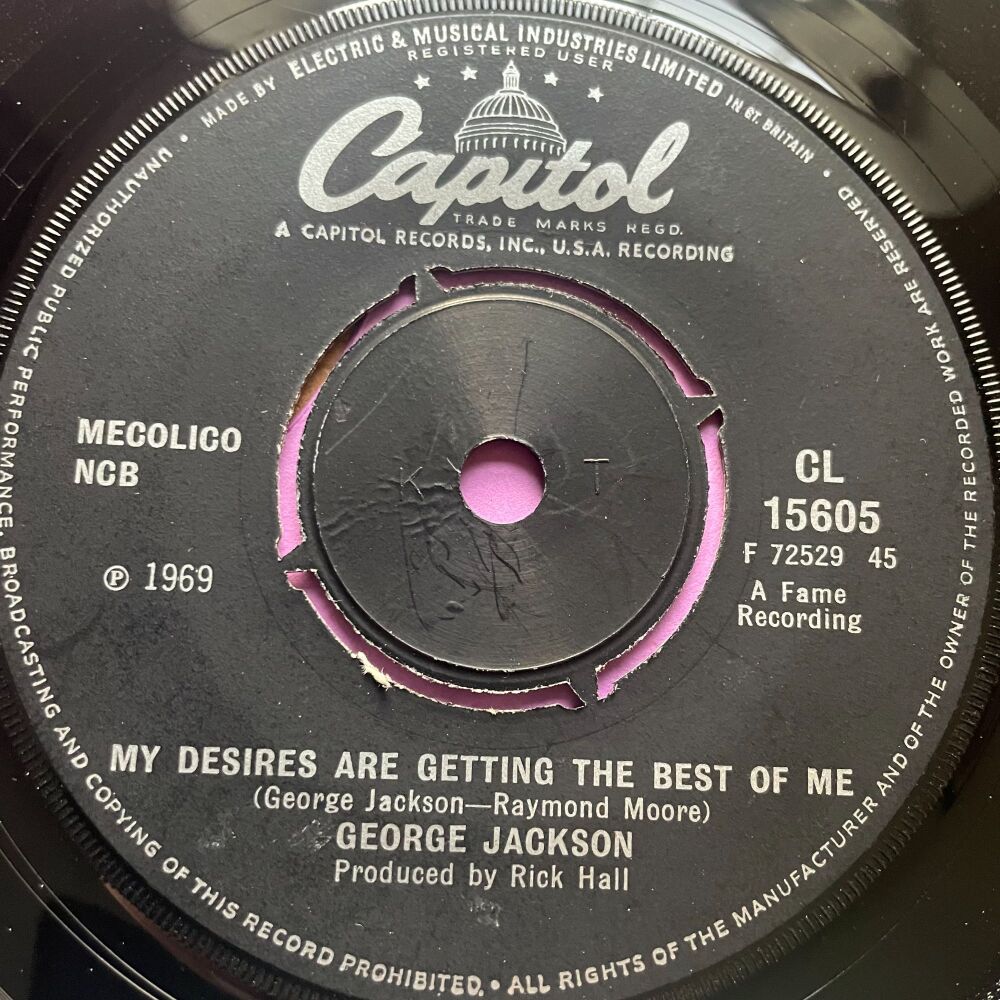 MADE BY ELECTRIC & MUSICAL INDUSTRIES LIMITED IN GT. BRITAIN
REGISTERED USER
Capitol
TRADE MARKS REGD.
A CAPITOL RECORDS, INC., U.S.A. RECORDING
MECOLICO
NCB
℗ 1969
K T
CL
15605
F 72529 45
A Fame
Recording
MY DESIRES ARE GETTING THE BEST OF ME
(George Jackson—Raymond Moore)
GEORGE JACKSON
Produced by Rick Hall
UNAUTHORIZED PUBLIC PERFORMANCE, BROADCASTING AND COPYING OF THIS RECORD PROHIBITED. • ALL RIGHTS OF THE MANUFACTURER AND OF THE OWNER OF THE RECORDED WORK ARE RESERVED •